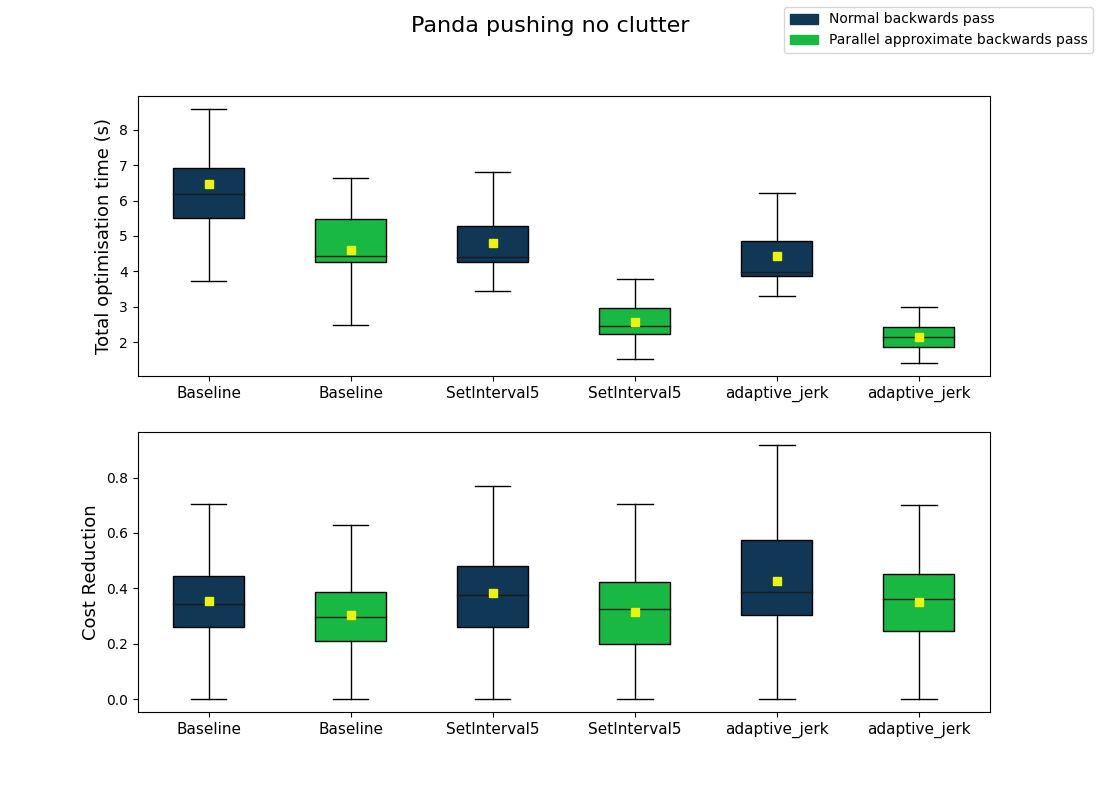 Panda pushing no clutter
Normal backwards pass
Parallel approximate backwards pass
Total optimisation time (s)
8
7
6
5
4
3
2
Baseline Baseline SetInterval5 SetInterval5 adaptive_jerk adaptive_jerk
Cost Reduction
0.8
0.6
0.4
0.2
0.0
Baseline Baseline SetInterval5 SetInterval5 adaptive_jerk adaptive_jerk